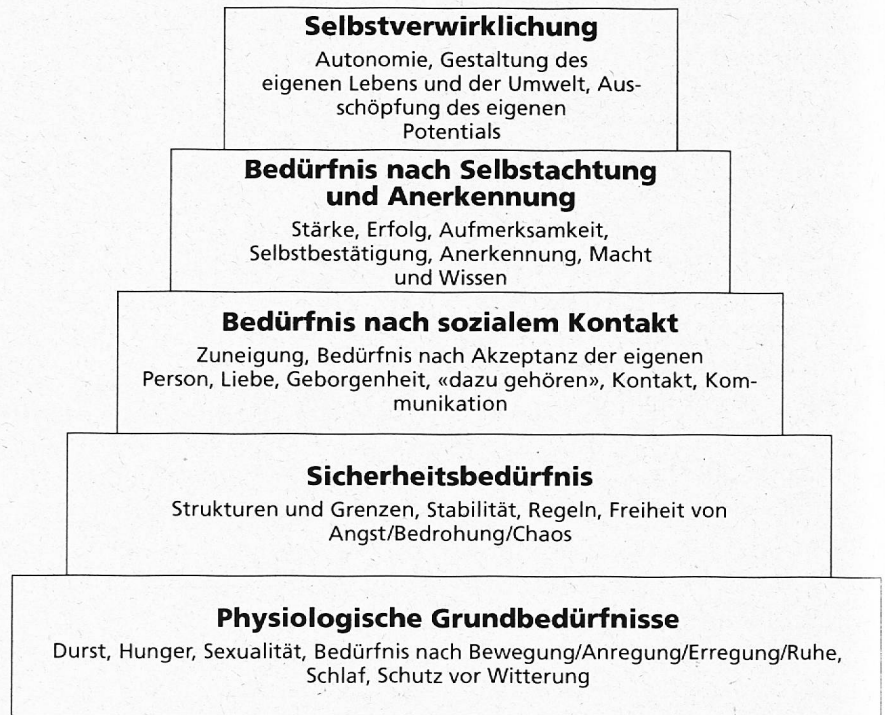 Selbstverwirklichung
Autonomie, Gestaltung des
eigenen Lebens und der Umwelt, Aus-
schöpfung des eigenen
Potentials
Bedürfnis nach Selbstachtung
und Anerkennung
Stärke, Erfolg, Aufmerksamkeit,
Selbstbestätigung, Anerkennung, Macht
und Wissen
Bedürfnis nach sozialem Kontakt
Zuneigung, Bedürfnis nach Akzeptanz der eigenen
Person, Liebe, Geborgenheit, «dazu gehören», Kontakt, Kom-
munikation
Sicherheitsbedürfnis
Strukturen und Grenzen, Stabilität, Regeln, Freiheit von
Angst/Bedrohung/Chaos
Physiologische Grundbedürfnisse
Durst, Hunger, Sexualität, Bedürfnis nach Bewegung/Anregung/Erregung/Ruhe,
Schlaf, Schutz vor Witterung